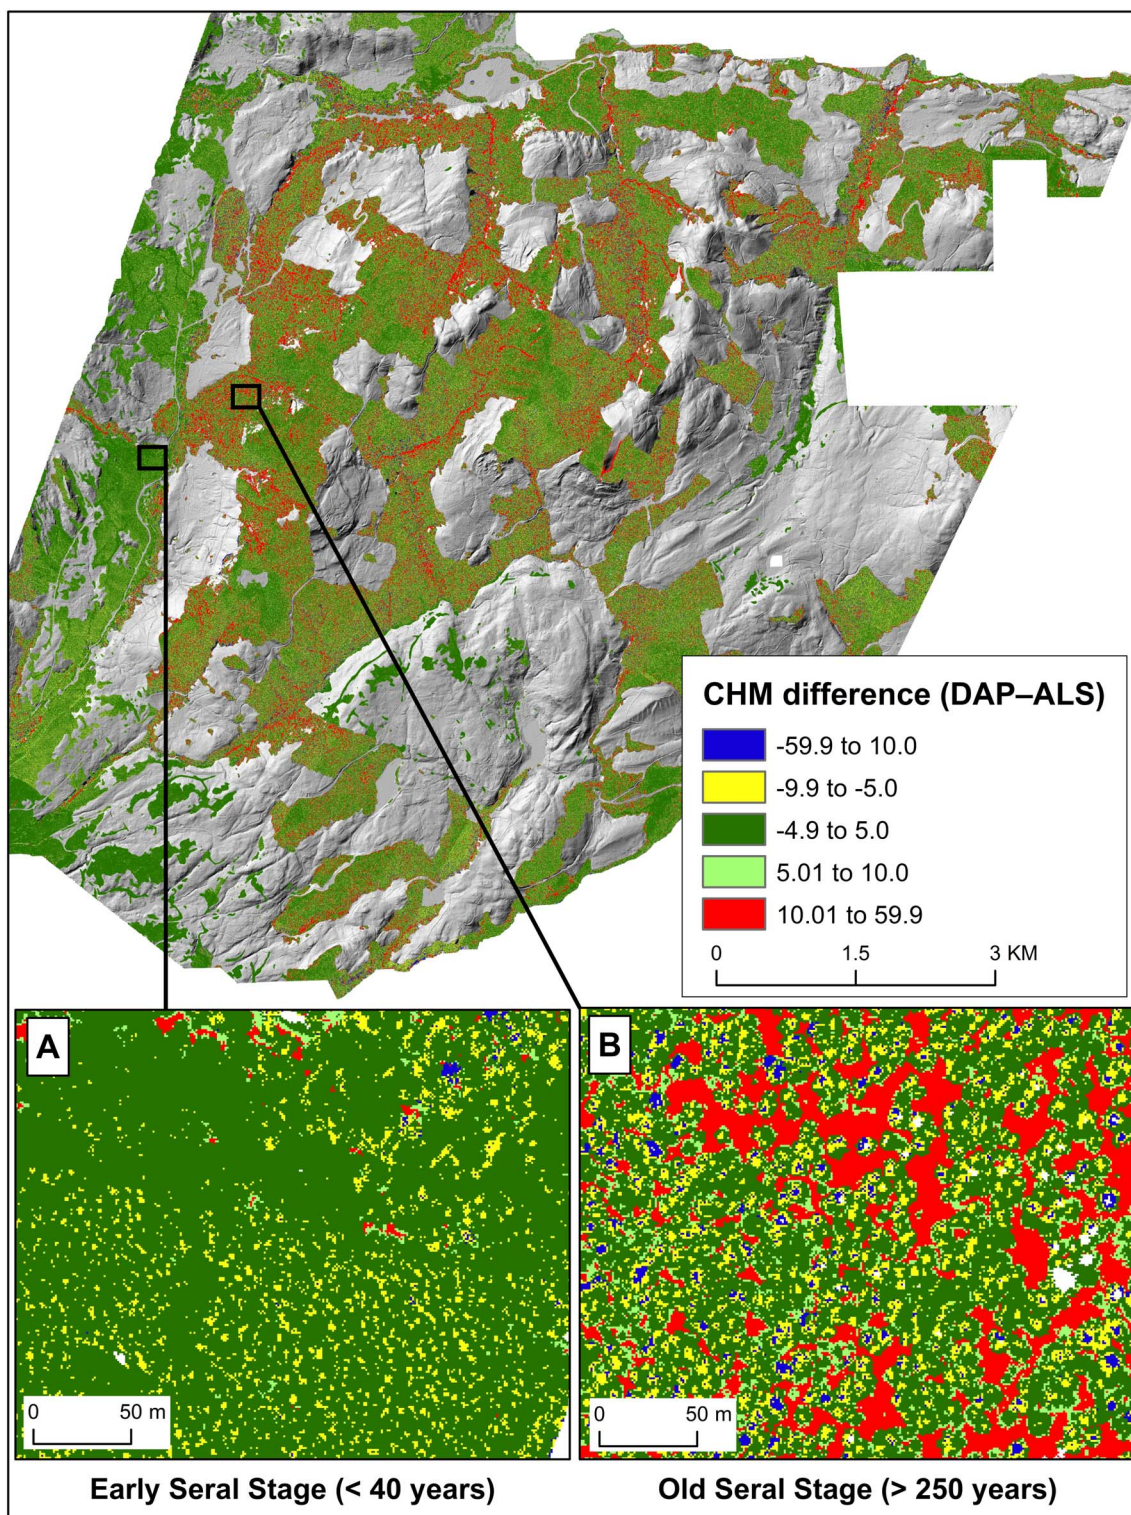 CHM difference (DAP–ALS)
-59.9 to 10.0
-9.9 to -5.0
-4.9 to 5.0
5.01 to 10.0
10.01 to 59.9
0 1.5 3 KM
A
B
0 50 m
0 50 m
Early Seral Stage (< 40 years)
Old Seral Stage (> 250 years)